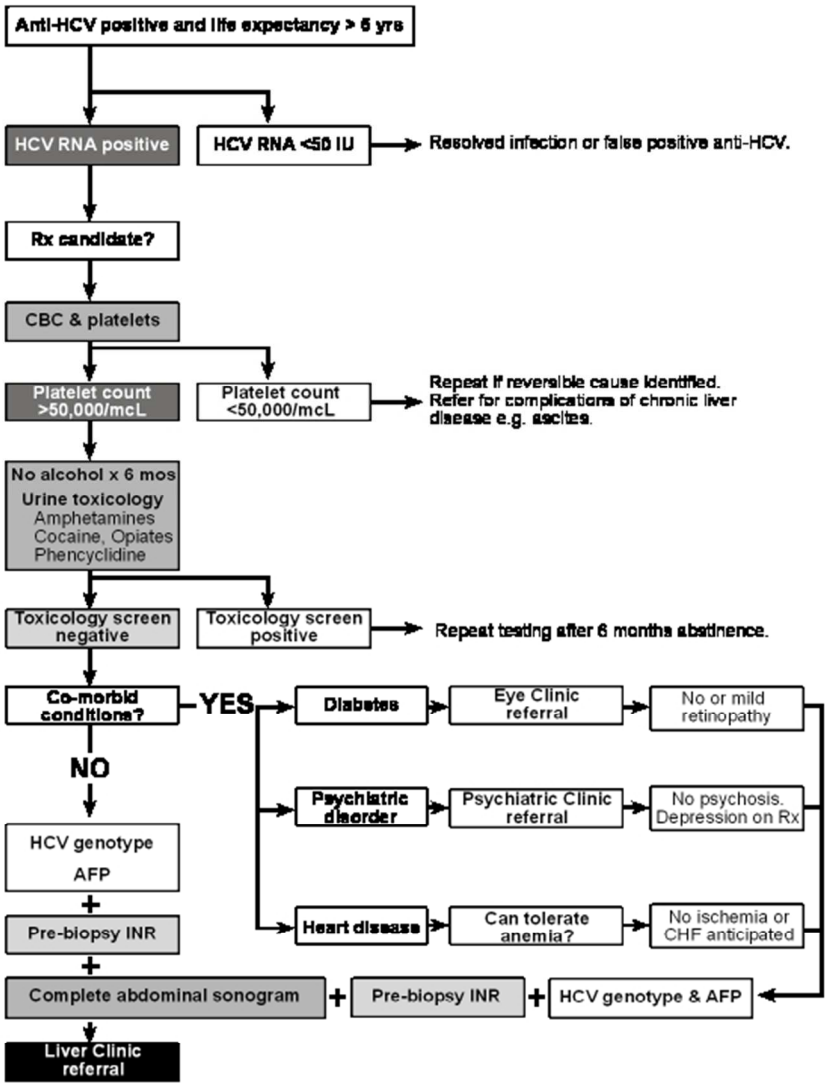 Anti-HCV positive and life expectancy > 5 yrs
HCV RNA positive
HCV RNA <50 IU
Resolved infection or false positive anti-HCV.
Rx candidate?
CBC & platelets
Platelet count
>50,000/mcL
Platelet count
<50,000/mcL
Repeat if reversible cause identified.
Refer for complications of chronic liver
disease e.g. ascites.
No alcohol x 6 mos
Urine toxicology
Amphetamines
Cocaine, Opiates
Phencyclidine
Toxicology screen
negative
Toxicology screen
positive
Repeat testing after 6 months abstinence.
Co-morbid
conditions?
YES
Diabetes
Eye Clinic
referral
No or mild
retinopathy
NO
Psychiatric
disorder
Psychiatric Clinic
referral
No psychosis.
Depression on Rx
HCV genotype
AFP
+
Pre-biopsy INR
+
Heart disease
Can tolerate
anemia?
No ischemia or
CHF anticipated
Complete abdominal sonogram + Pre-biopsy INR + HCV genotype & AFP
Liver Clinic
referral